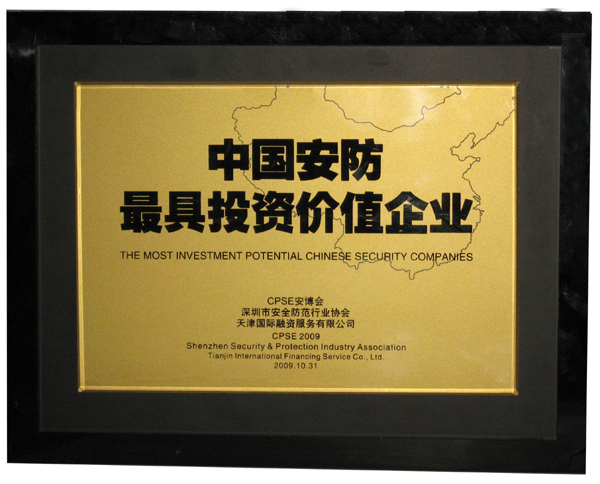 中国安防
最具投资价值企业
THE MOST INVESTMENT POTENTIAL CHINESE SECURITY COMPANIES
CPSE安博会
深圳市安全防范行业协会
天津国际融资服务有限公司
CPSE 2009
Shenzhen Security & Protection Industry Association
Tianjin International Financing Service Co., Ltd.
2009.10.31